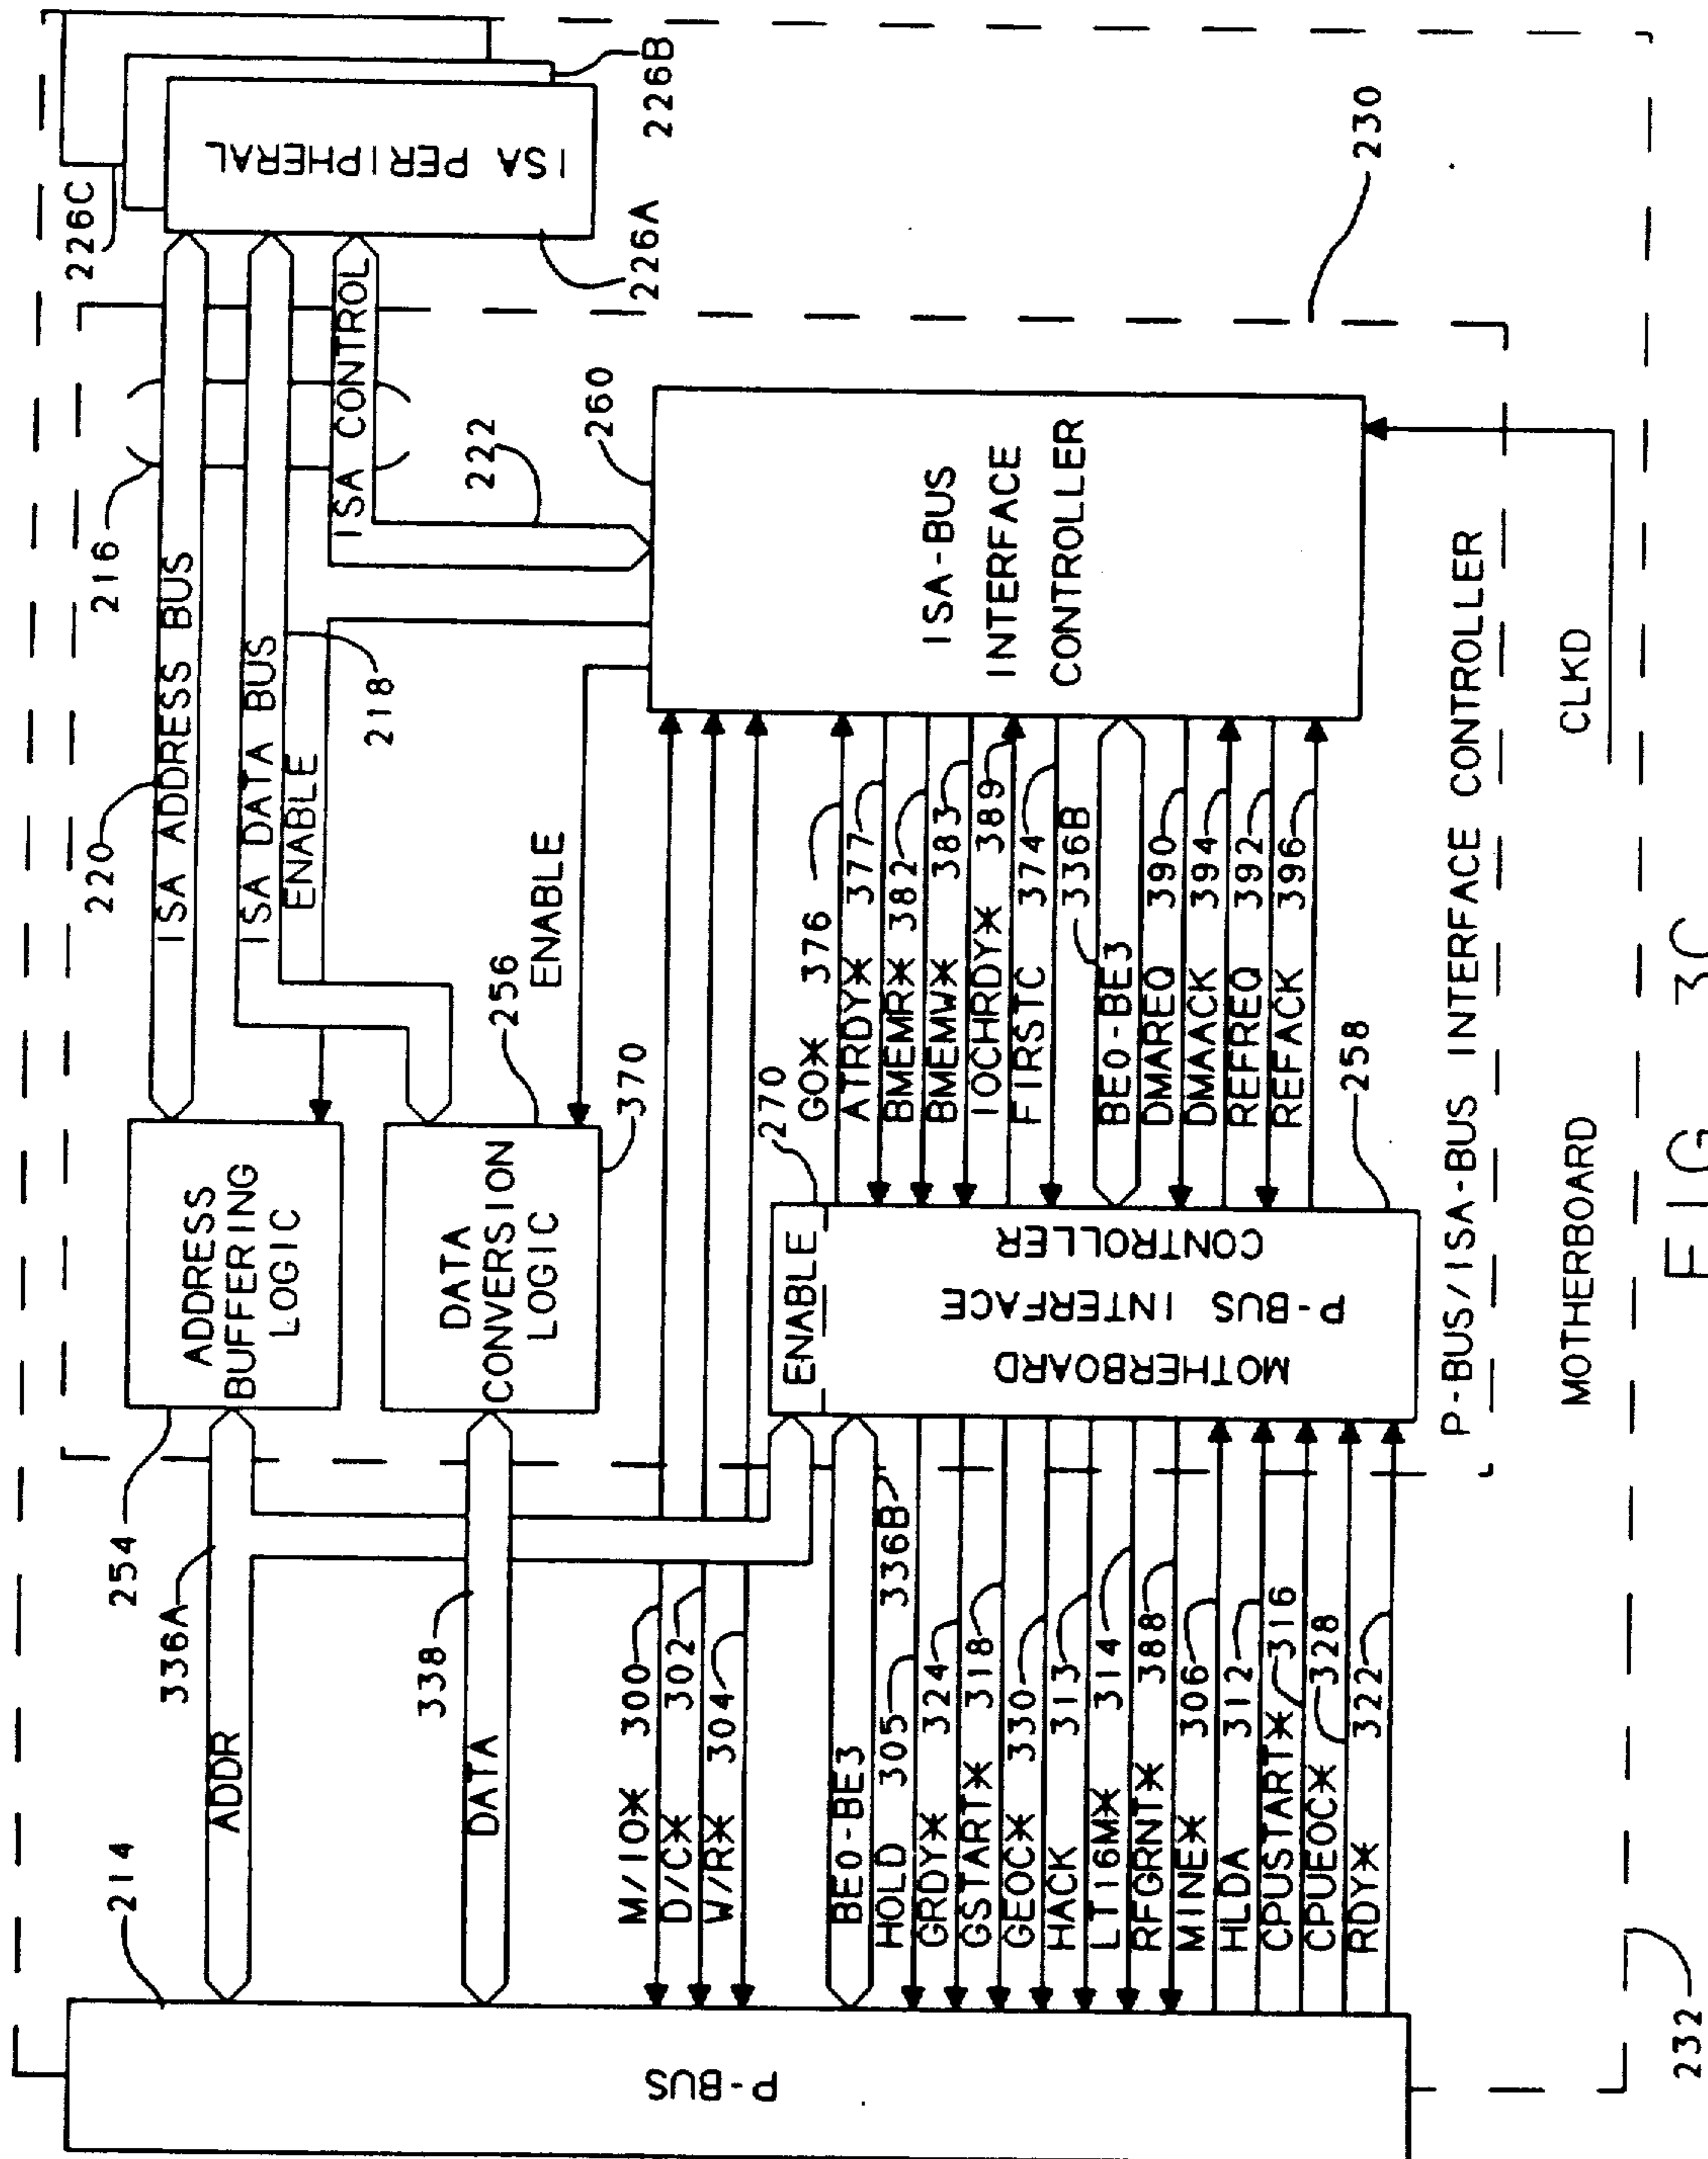 214
P-BUS
ADDR
336A
254
ADDRESS
BUFFERING
LOGIC
220
ISA ADDRESS BUS
216
226C
ISA PERIPHERAL
226B
226A
DATA
338
DATA
CONVERSION
LOGIC
256
370
ISA DATA BUS
ENABLE
218
ENABLE
ISA CONTROL
222
260
ISA-BUS
INTERFACE
CONTROLLER
230
M/IO* 300
D/C* 302
W/R* 304
BE0-BE3
336B
HOLD 305
GRDY* 324
GSTART* 318
GEOC* 330
HACK 313
LT16M* 314
RFGRNT* 388
MINE* 306
HLDA 312
CPUSTART* 316
CPUEOC* 328
RDY* 322
ENABLE
270
MOTHERBOARD
P-BUS INTERFACE
CONTROLLER
258
GO* 376
ATRDY* 377
BMEMR* 382
BMEMW* 383
IOCHRDY* 389
FIRSTC 374
336B
BE0-BE3
DMAREQ 390
DMAACK 394
REFREQ 392
REFACK 396
P-BUS/ISA-BUS INTERFACE CONTROLLER
MOTHERBOARD
CLKD
232
FIG. 3C